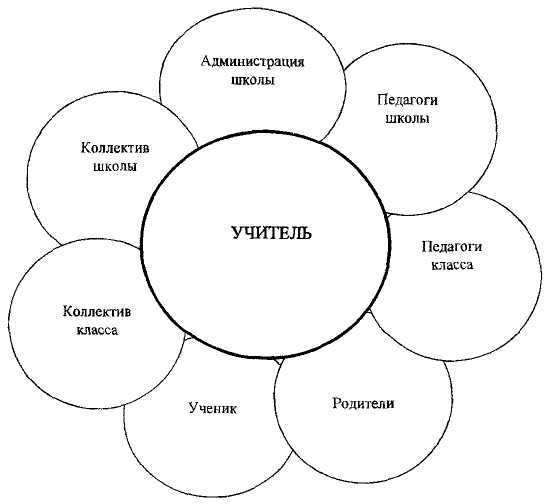 Администрация
школы
Педагоги
школы
Коллектив
школы
УЧИТЕЛЬ
Педагоги
класса
Коллектив
класса
Ученик
Родители